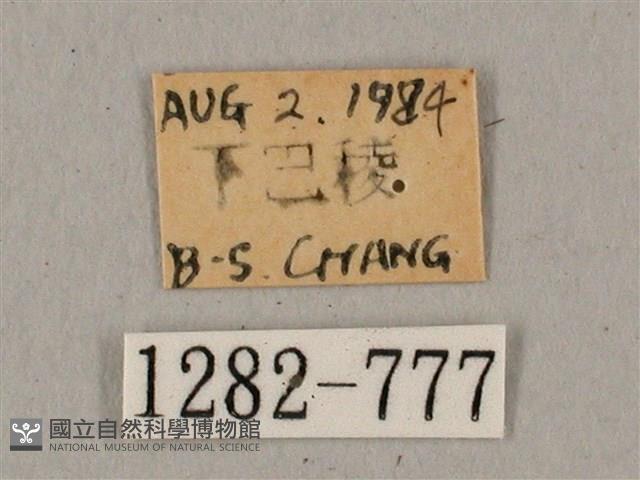 AUG 2. 1984
下巴稜
B-S. CHANG
1282-777
國立自然科學博物館
NATIONAL MUSEUM OF NATURAL SCIENCE